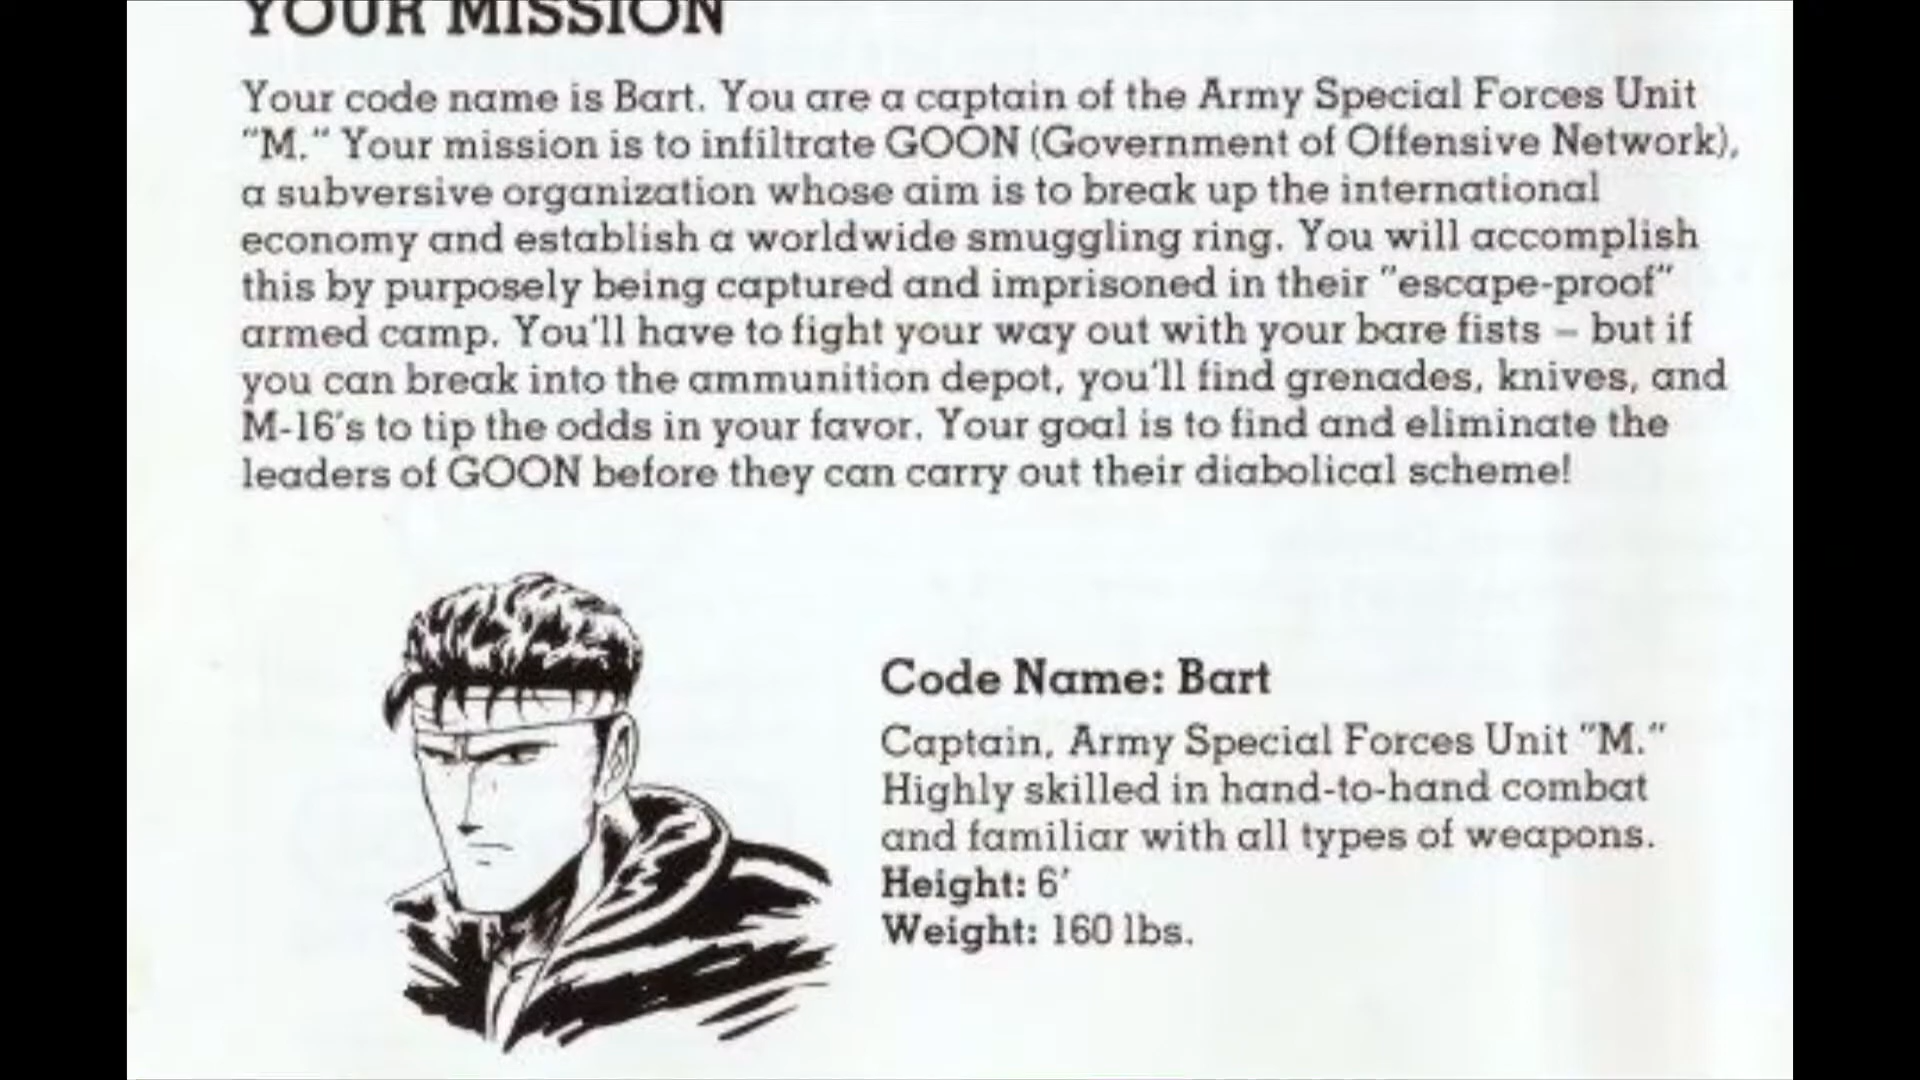 YOUR MISSION
Your code name is Bart. You are a captain of the Army Special Forces Unit
"M." Your mission is to infiltrate GOON (Government of Offensive Network),
a subversive organization whose aim is to break up the international
economy and establish a worldwide smuggling ring. You will accomplish
this by purposely being captured and imprisoned in their "escape-proof"
armed camp. You'll have to fight your way out with your bare fists – but if
you can break into the ammunition depot, you'll find grenades, knives, and
M-16's to tip the odds in your favor. Your goal is to find and eliminate the
leaders of GOON before they can carry out their diabolical scheme!
Code Name: Bart
Captain, Army Special Forces Unit "M."
Highly skilled in hand-to-hand combat
and familiar with all types of weapons.
Height: 6'
Weight: 160 lbs.